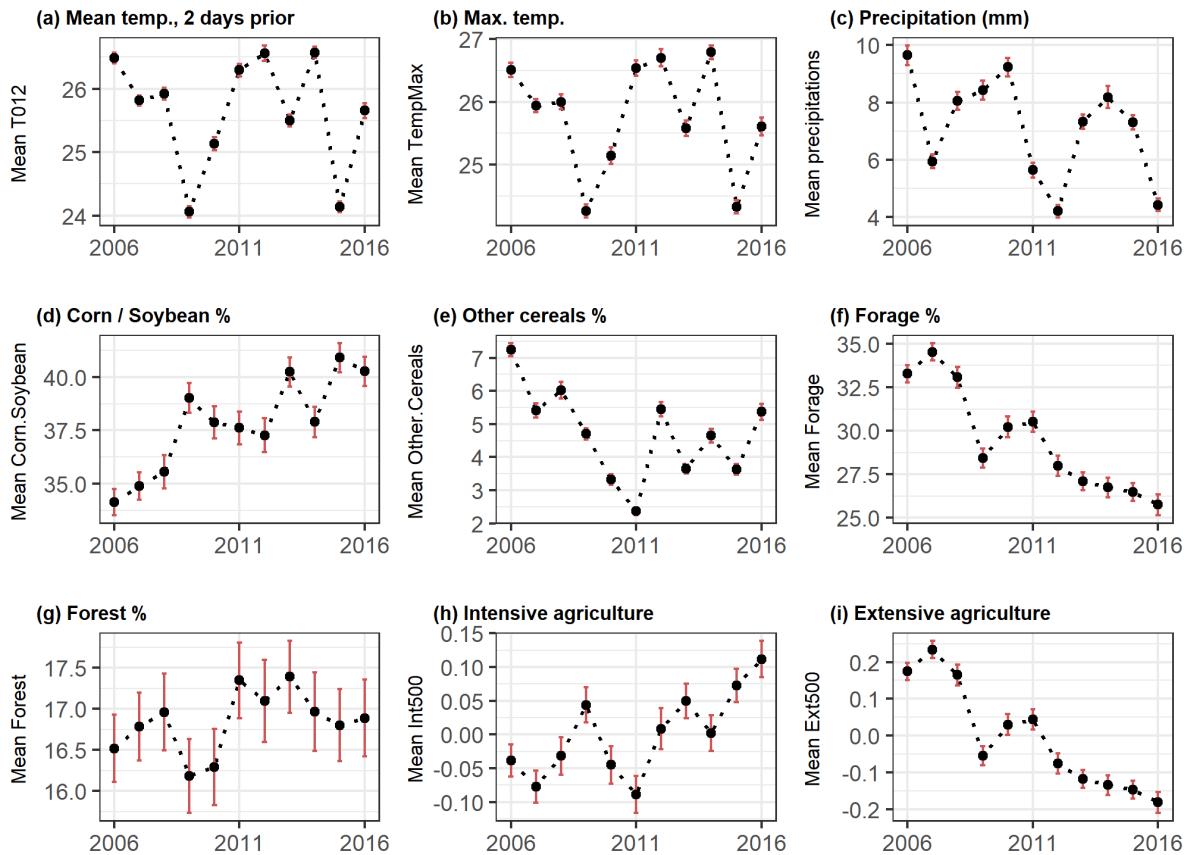 (a) Mean temp., 2 days prior
Mean T012
26
25
24
2006 2011 2016
(b) Max. temp.
Mean TempMax
27
26
25
2006 2011 2016
(c) Precipitation (mm)
Mean precipitations
10
8
6
4
2006 2011 2016
(d) Corn / Soybean %
Mean Corn.Soybean
40.0
37.5
35.0
2006 2011 2016
(e) Other cereals %
Mean Other.Cereals
7
6
5
4
3
2
2006 2011 2016
(f) Forage %
Mean Forage
35.0
32.5
30.0
27.5
25.0
2006 2011 2016
(g) Forest %
Mean Forest
17.5
17.0
16.5
16.0
2006 2011 2016
(h) Intensive agriculture
Mean Int500
0.15
0.10
0.05
0.00
-0.05
-0.10
2006 2011 2016
(i) Extensive agriculture
Mean Ext500
0.2
0.1
0.0
-0.1
-0.2
2006 2011 2016